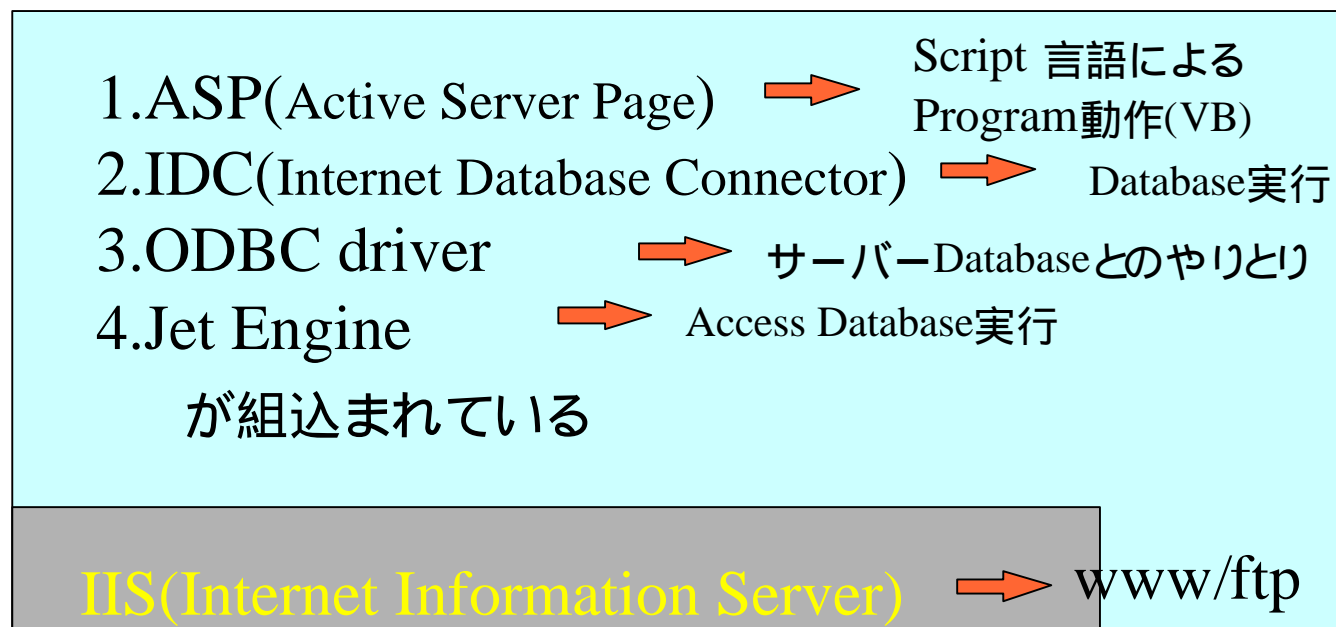 1.ASP(Active Server Page)
Script 言語による
Program動作(VB)
2.IDC(Internet Database Connector)
Database実行
3.ODBC driver
サーバーDatabaseとのやりとり
4.Jet Engine
Access Database実行
が組込まれている
IIS(Internet Information Server)
www/ftp